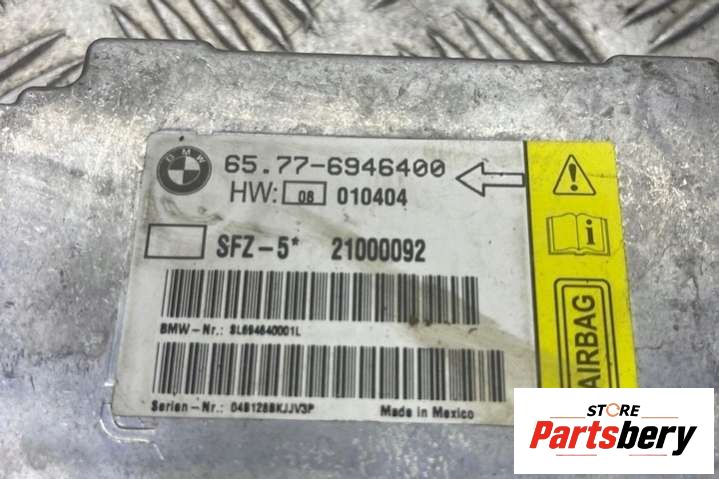 BMW
65.77-6946400
HW: 08 010404
SFZ-5* 21000092
BMW-Nr.: SL694640001L
Serien-Nr.:
Made in Mexico
i
AIRBAG
STORE
Partsbery